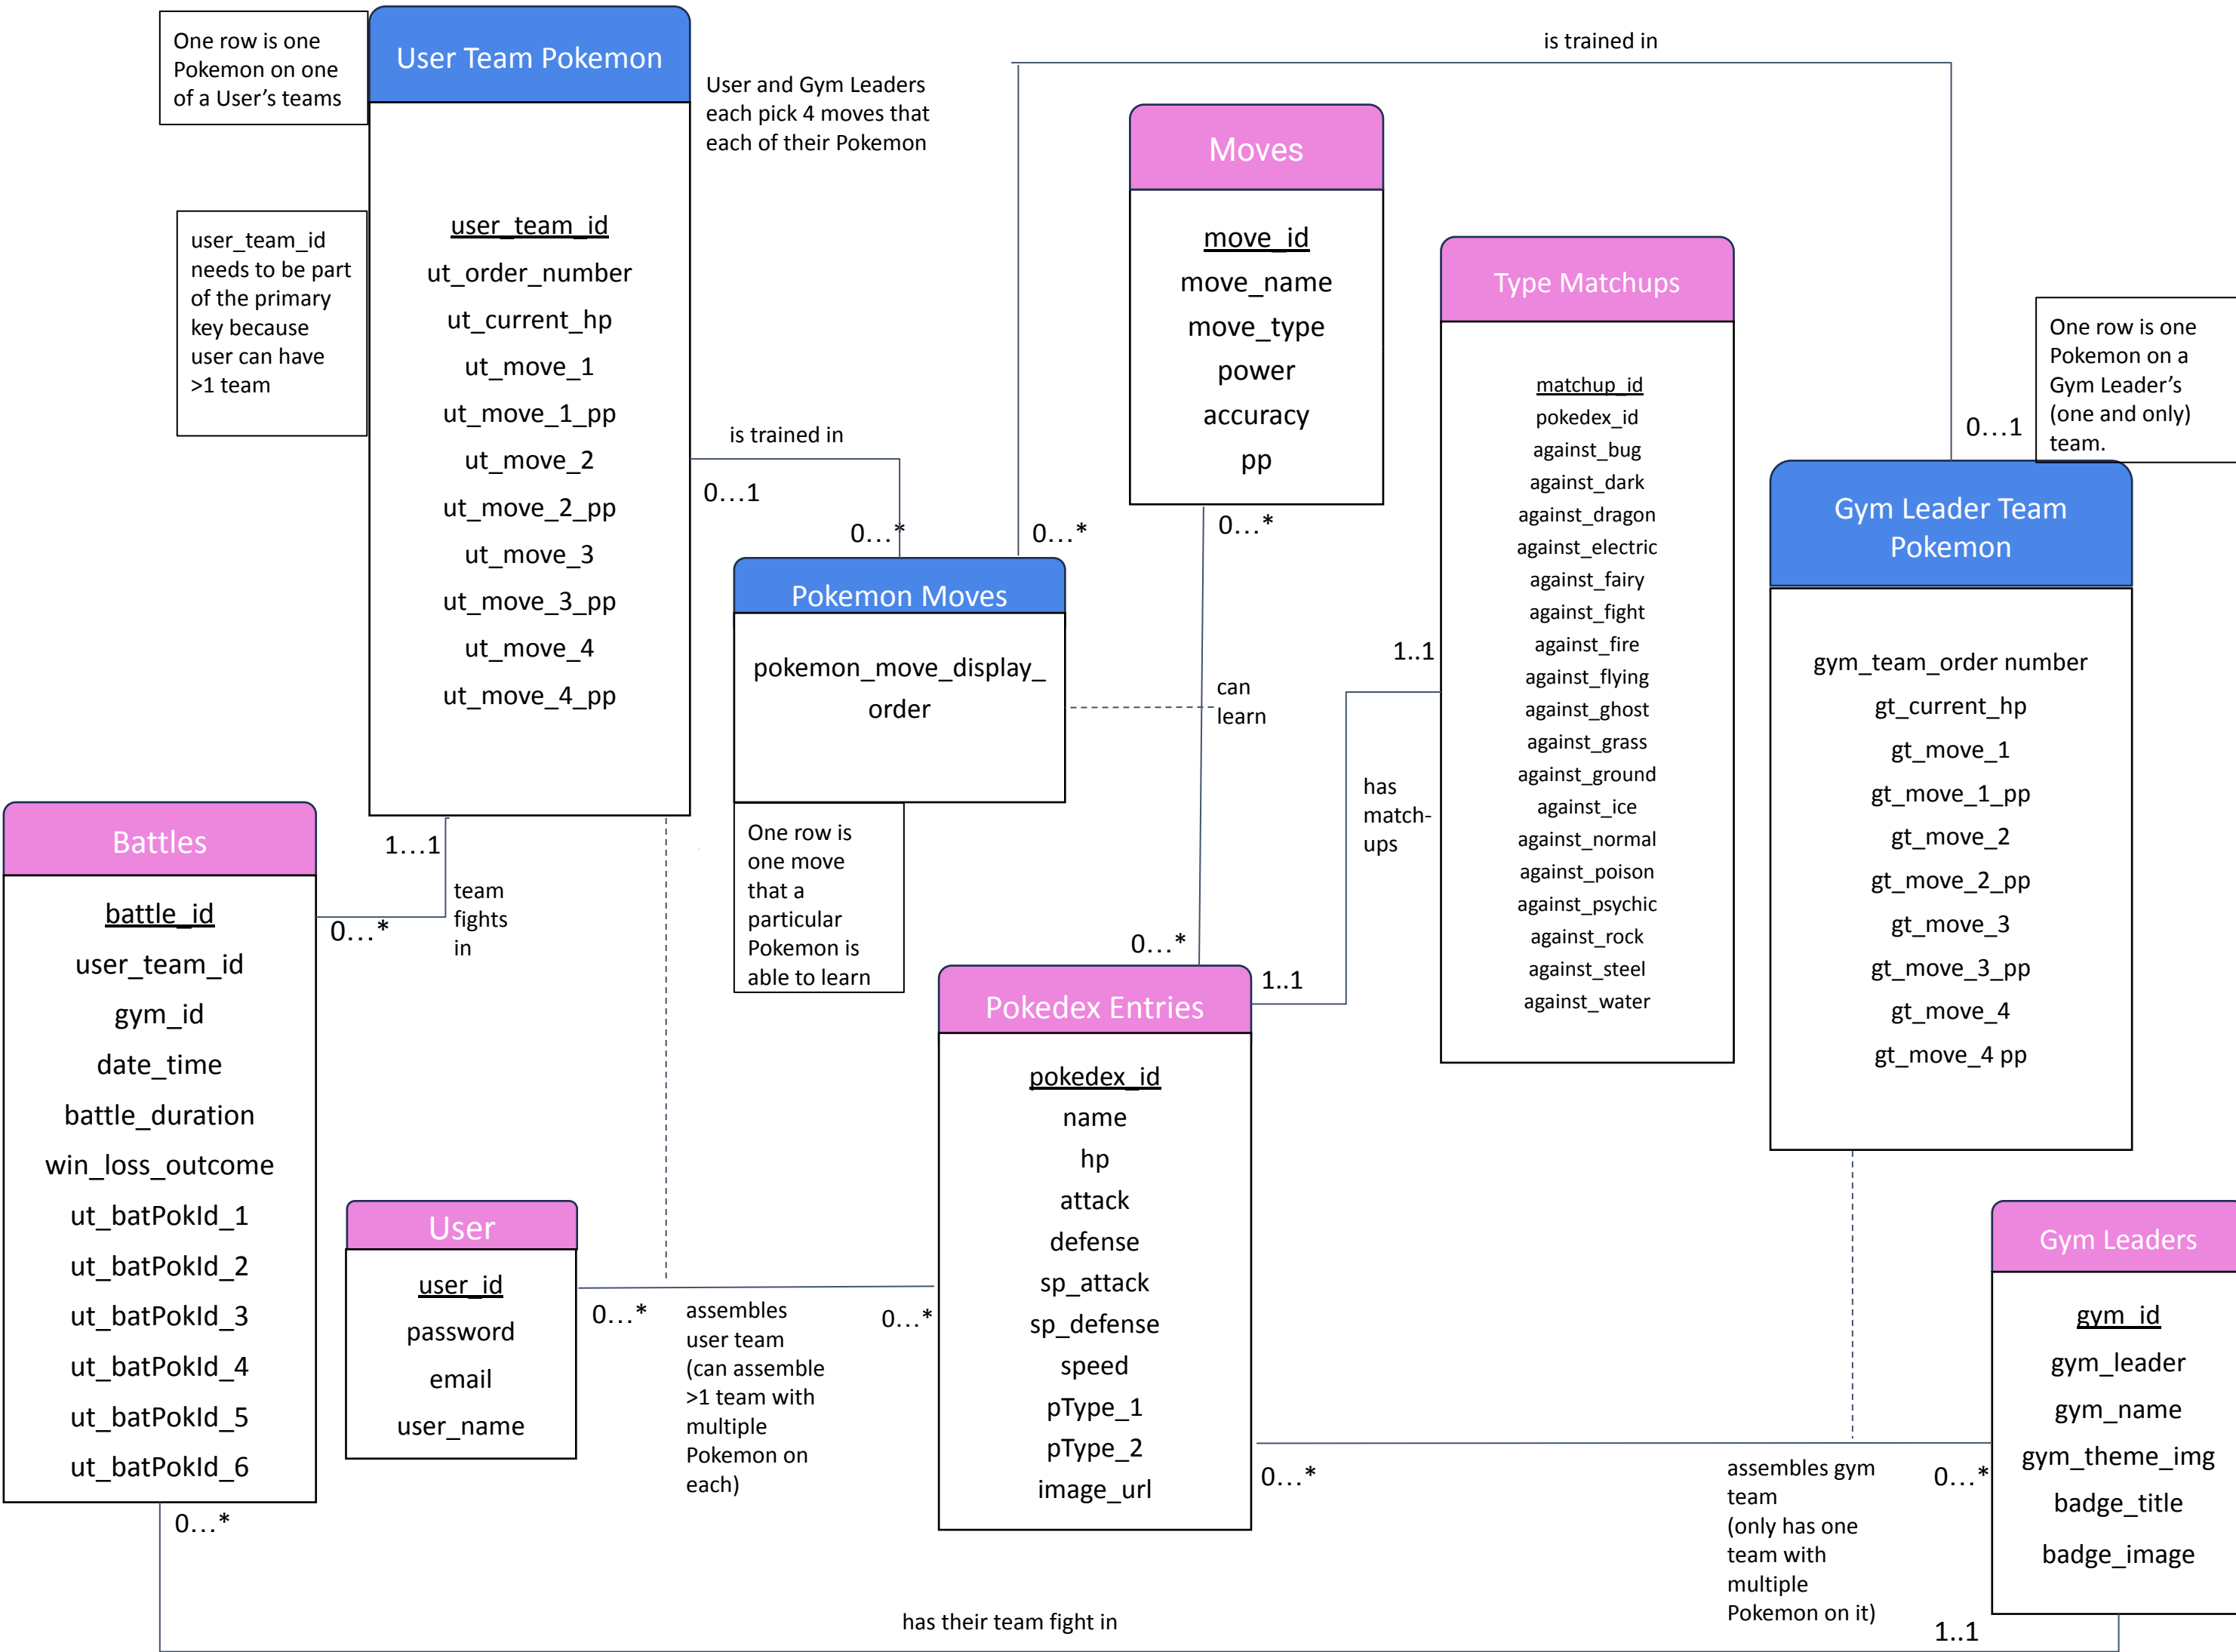 One row is one
Pokemon on one
of a User’s teams
User Team Pokemon
User and Gym Leaders
each pick 4 moves that
each of their Pokemon
is trained in
user_team_id
needs to be part
of the primary
key because
user can have
>1 team
user_team_id
ut_order_number
ut_current_hp
ut_move_1
ut_move_1_pp
ut_move_2
ut_move_2_pp
ut_move_3
ut_move_3_pp
ut_move_4
ut_move_4_pp
is trained in
0...1
0...*
0...*
Moves
move_id
move_name
move_type
power
accuracy
pp
0...*
Type Matchups
matchup_id
pokedex_id
against_bug
against_dark
against_dragon
against_electric
against_fairy
against_fight
against_fire
against_flying
against_ghost
against_grass
against_ground
against_ice
against_normal
against_poison
against_psychic
against_rock
against_steel
against_water
One row is one
Pokemon on a
Gym Leader’s
(one and only)
team.
0...1
Gym Leader Team
Pokemon
gym_team_order number
gt_current_hp
gt_move_1
gt_move_1_pp
gt_move_2
gt_move_2_pp
gt_move_3
gt_move_3_pp
gt_move_4
gt_move_4 pp
Pokemon Moves
pokemon_move_display_
order
One row is
one move
that a
particular
Pokemon is
able to learn
can
learn
1..1
has
match-
ups
0...*
1..1
Battles
battle_id
user_team_id
gym_id
date_time
battle_duration
win_loss_outcome
ut_batPokId_1
ut_batPokId_2
ut_batPokId_3
ut_batPokId_4
ut_batPokId_5
ut_batPokId_6
1...1
team
fights
in
0...*
User
user_id
password
email
user_name
0...*
assembles
user team
(can assemble
>1 team with
multiple
Pokemon on
each)
0...*
Pokedex Entries
pokedex_id
name
hp
attack
defense
sp_attack
sp_defense
speed
pType_1
pType_2
image_url
0...*
assembles gym
team
(only has one
team with
multiple
Pokemon on it)
0...*
Gym Leaders
gym_id
gym_leader
gym_name
gym_theme_img
badge_title
badge_image
0...*
has their team fight in
1..1